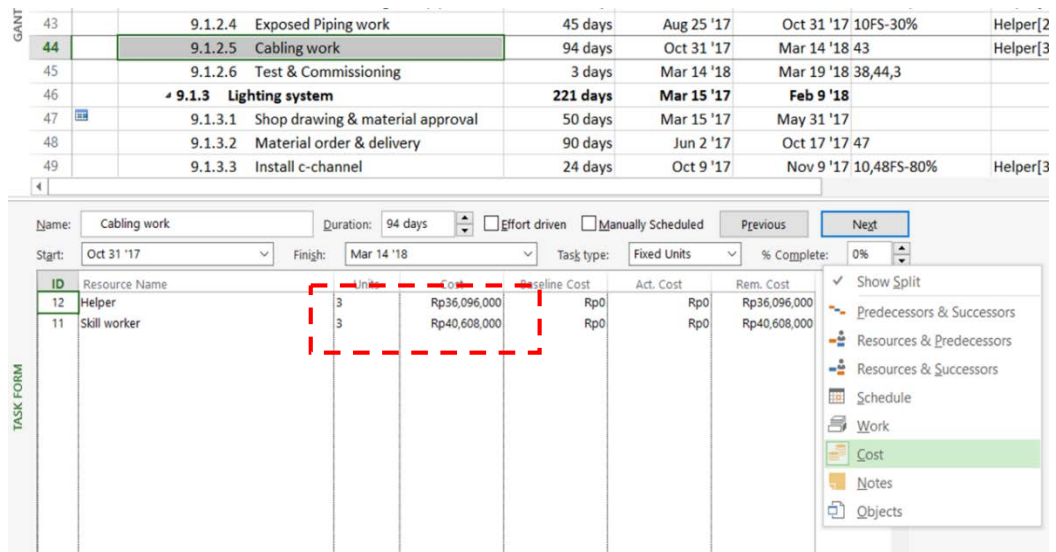 GANT
43 9.1.2.4 Exposed Piping work 45 days Aug 25 '17 Oct 31 '17 10FS-30% Helper[2
44 9.1.2.5 Cabling work 94 days Oct 31 '17 Mar 14 '18 43 Helper[3
45 9.1.2.6 Test & Commissioning 3 days Mar 14 '18 Mar 19 '18 38,44,3
46 9.1.3 Lighting system 221 days Mar 15 '17 Feb 9 '18
47 9.1.3.1 Shop drawing & material approval 50 days Mar 15 '17 May 31 '17
48 9.1.3.2 Material order & delivery 90 days Jun 2 '17 Oct 17 '17 47
49 9.1.3.3 Install c-channel 24 days Oct 9 '17 Nov 9 '17 10,48FS-80% Helper[3
Name: Cabling work Duration: 94 days Effort driven Manually Scheduled Previous Next
Start: Oct 31 '17 Finish: Mar 14 '18 Task type: Fixed Units % Complete: 0%
ID Resource Name Units Cost Baseline Cost Act. Cost Rem. Cost
12 Helper 3 Rp36,096,000 Rp0 Rp0 Rp36,096,000
11 Skill worker 3 Rp40,608,000 Rp0 Rp0 Rp40,608,000
TASK FORM
Show Split
Predecessors & Successors
Resources & Predecessors
Resources & Successors
Schedule
Work
Cost
Notes
Objects